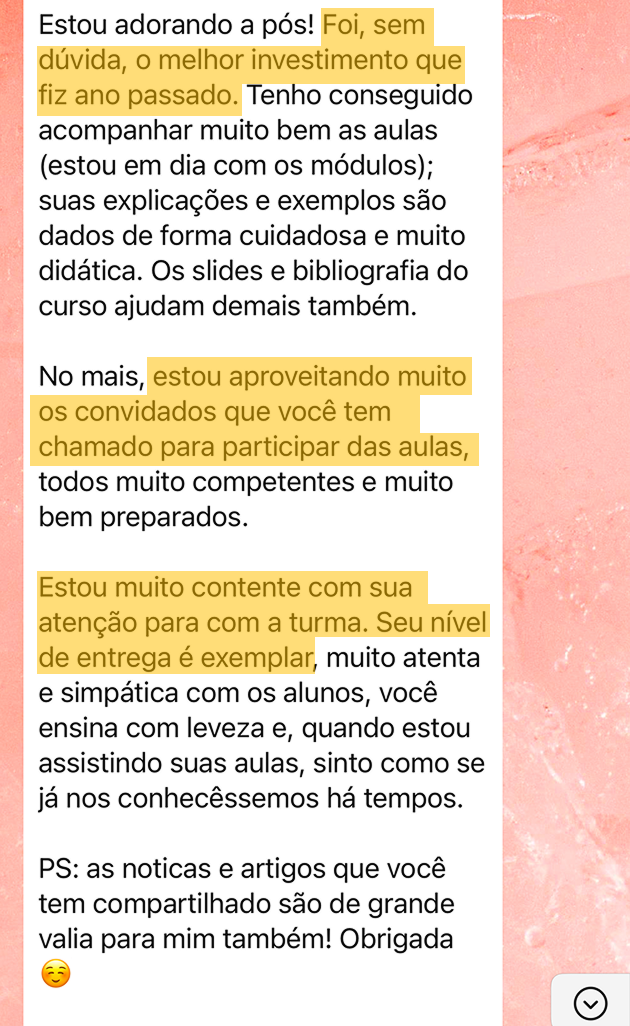 Estou adorando a pós! Foi, sem
dúvida, o melhor investimento que
fiz ano passado. Tenho conseguido
acompanhar muito bem as aulas
(estou em dia com os módulos);
suas explicações e exemplos são
dados de forma cuidadosa e muito
didática. Os slides e bibliografia do
curso ajudam demais também.
No mais, estou aproveitando muito
os convidados que você tem
chamado para participar das aulas,
todos muito competentes e muito
bem preparados.
Estou muito contente com sua
atenção para com a turma. Seu nível
de entrega é exemplar, muito atenta
e simpática com os alunos, você
ensina com leveza e, quando estou
assistindo suas aulas, sinto como se
já nos conhecêssemos há tempos.
PS: as noticas e artigos que você
tem compartilhado são de grande
valia para mim também! Obrigada
☺️